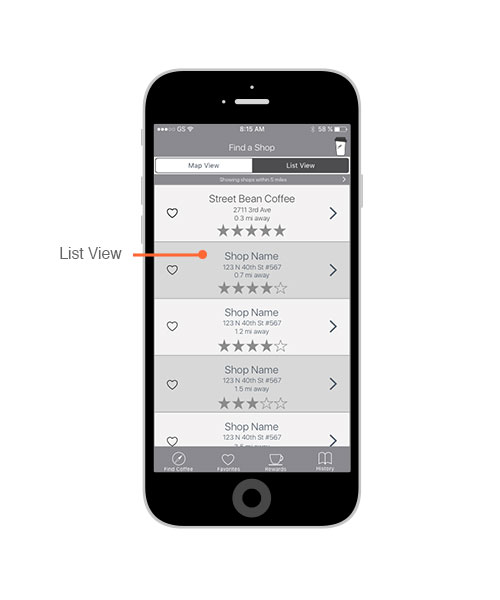 GS
8:15 AM
58 %
Find a Shop
Map View
List View
Showing shops within 5 miles
Street Bean Coffee
2711 3rd Ave
0.3 mi away
List View
Shop Name
123 N 40th St #567
0.7 mi away
Shop Name
123 N 40th St #567
1.2 mi away
Shop Name
123 N 40th St #567
1.5 mi away
Shop Name
123 N 40th St #567
Find Coffee
Favorites
Rewards
History